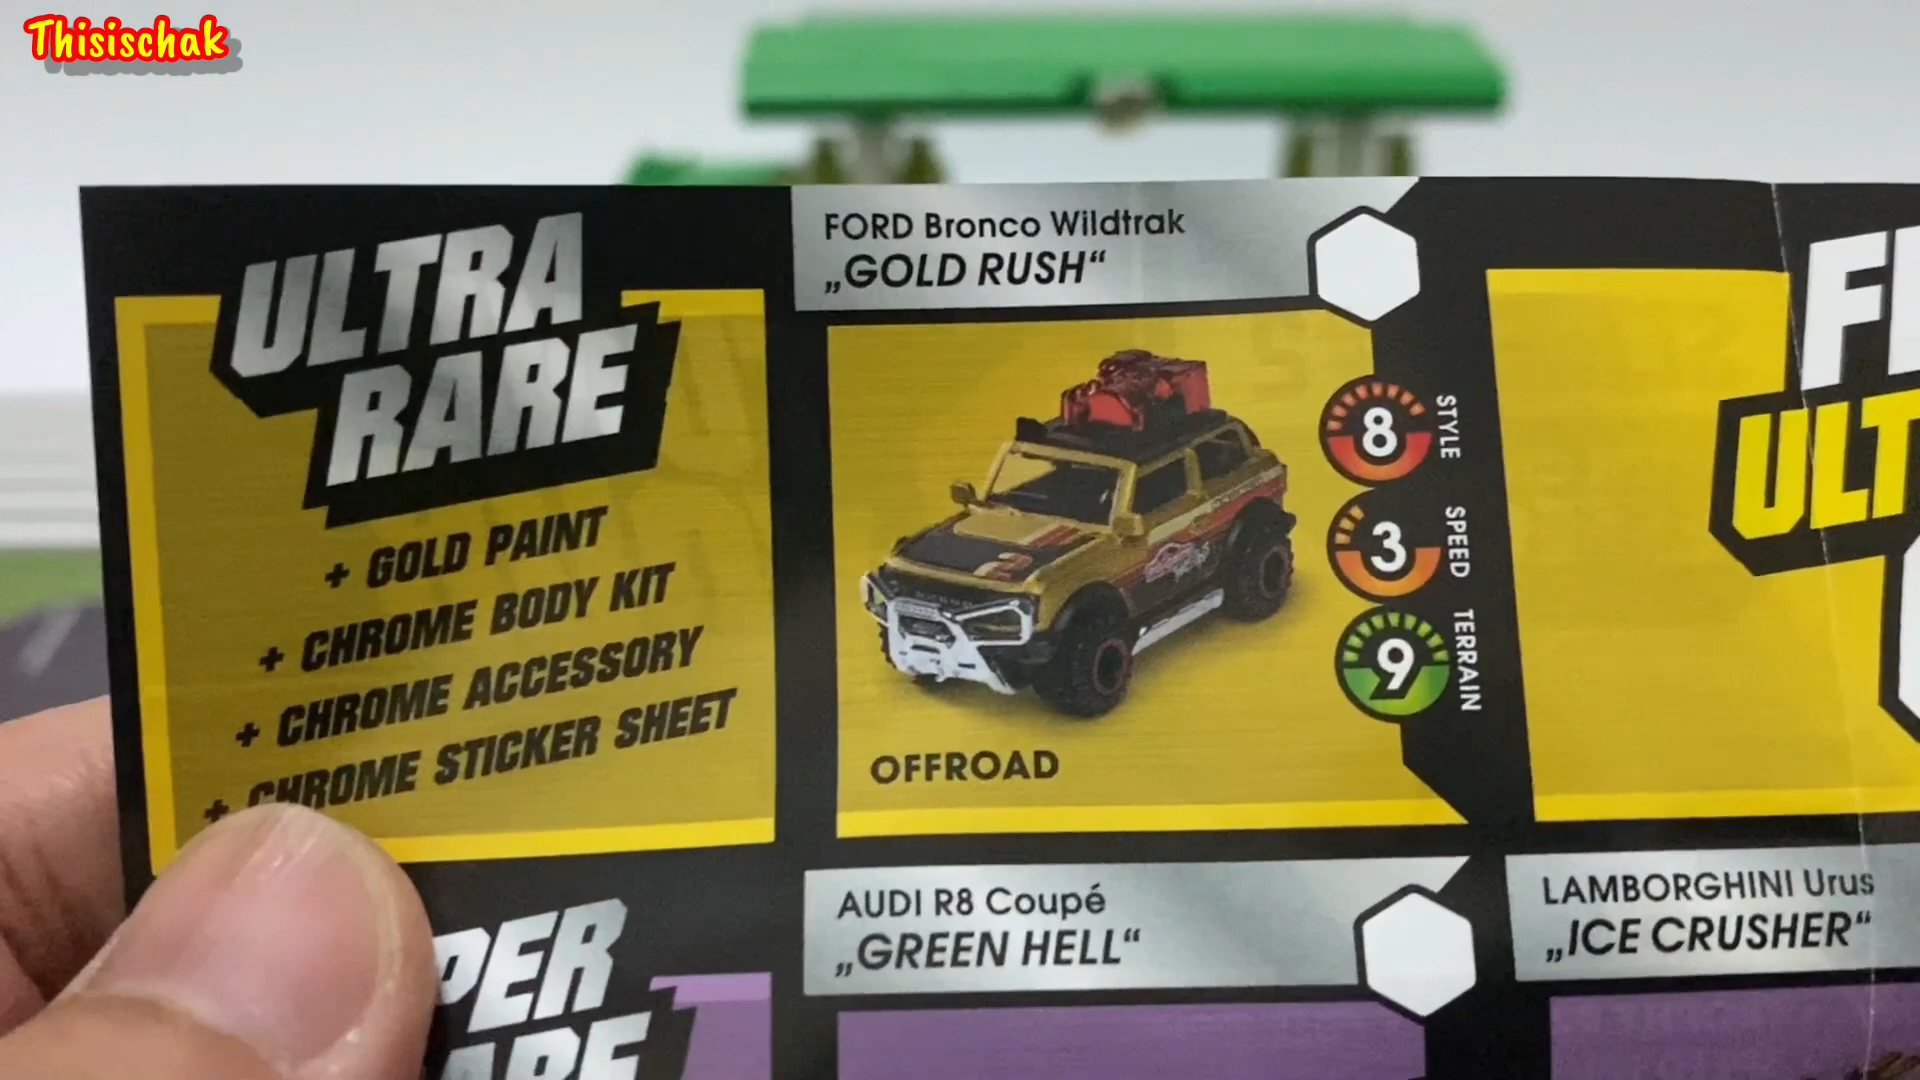 Thisischak
ULTRA
RARE
+ GOLD PAINT
+ CHROME BODY KIT
+ CHROME ACCESSORY
+ CHROME STICKER SHEET
FORD Bronco Wildtrak
„GOLD RUSH“
8
STYLE
3
SPEED
9
TERRAIN
OFFROAD
AUDI R8 Coupé
„GREEN HELL“
LAMBORGHINI Urus
„ICE CRUSHER“